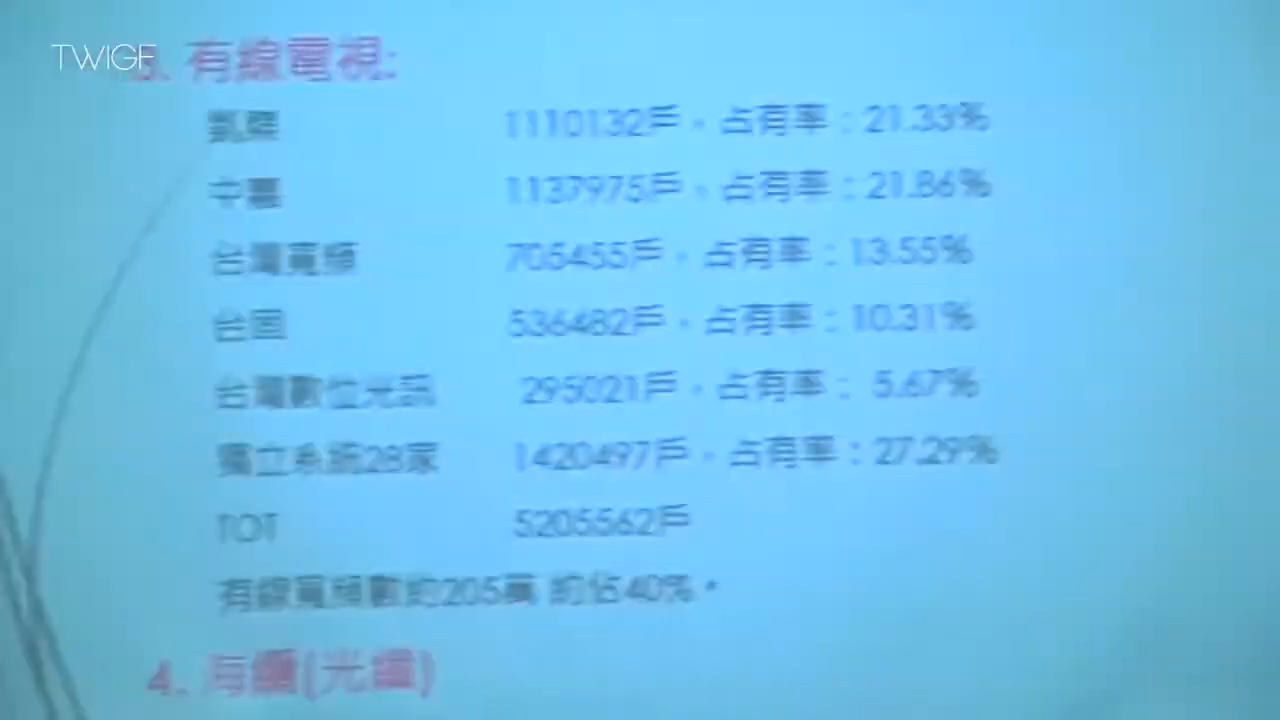 TWIGF
3. 有線電視:
凱擘 1110132戶，占有率：21.33%
中嘉 1137975戶，占有率：21.86%
台灣寬頻 705455戶，占有率：13.55%
台固 536482戶，占有率：10.31%
台灣數位光訊 295021戶，占有率： 5.67%
獨立系統28家 1420497戶，占有率：27.29%
TOT 5205562戶
有線寬頻數約205萬 約佔40%。
4. (光纖)